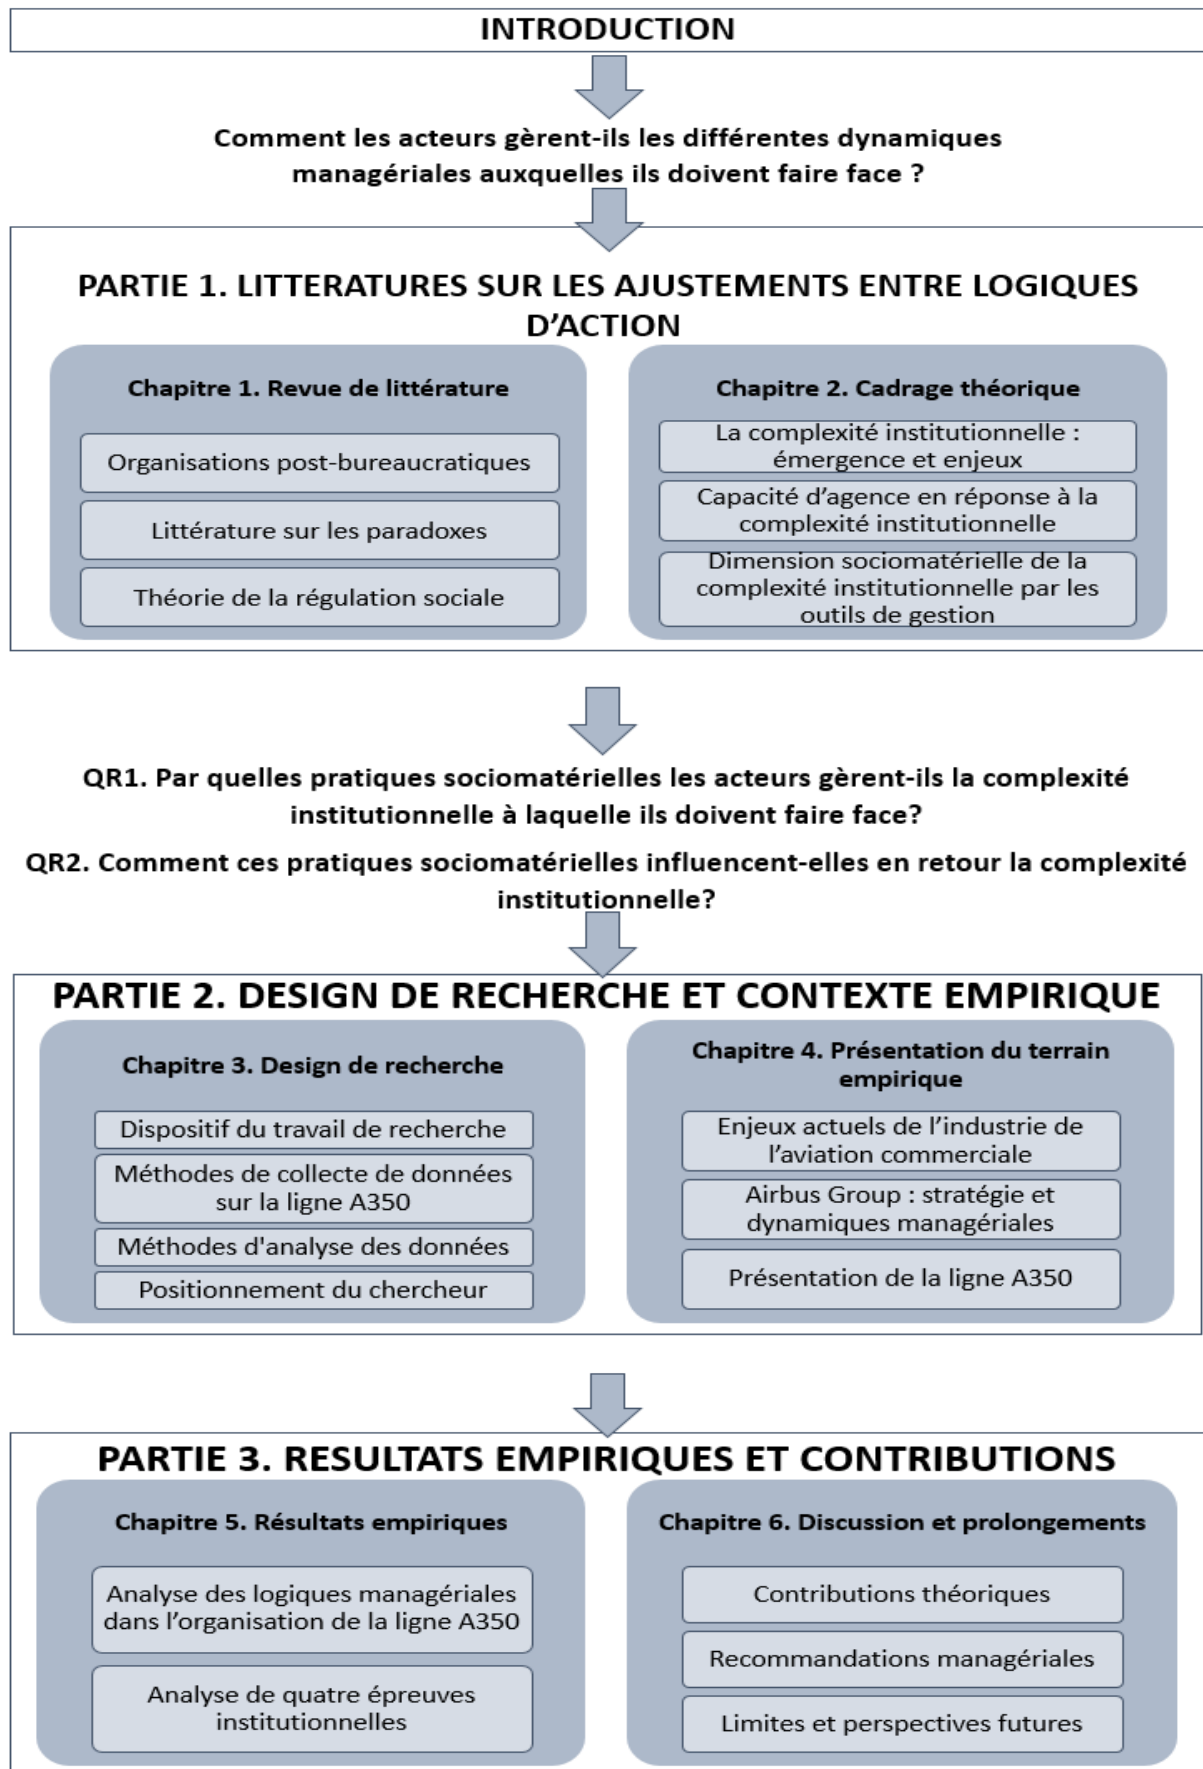 INTRODUCTION
Comment les acteurs gèrent-ils les différentes dynamiques
managériales auxquelles ils doivent faire face ?
PARTIE 1. LITTERATURES SUR LES AJUSTEMENTS ENTRE LOGIQUES
D'ACTION
Chapitre 1. Revue de littérature
Organisations post-bureaucratiques
Littérature sur les paradoxes
Théorie de la régulation sociale
Chapitre 2. Cadrage théorique
La complexité institutionnelle :
émergence et enjeux
Capacité d'agence en réponse à la
complexité institutionnelle
Dimension sociomatérielle de la
complexité institutionnelle par les
outils de gestion
QR1. Par quelles pratiques sociomatérielles les acteurs gèrent-ils la complexité
institutionnelle à laquelle ils doivent faire face?
QR2. Comment ces pratiques sociomatérielles influencent-elles en retour la complexité
institutionnelle?
PARTIE 2. DESIGN DE RECHERCHE ET CONTEXTE EMPIRIQUE
Chapitre 3. Design de recherche
Dispositif du travail de recherche
Méthodes de collecte de données
sur la ligne A350
Méthodes d'analyse des données
Positionnement du chercheur
Chapitre 4. Présentation du terrain
empirique
Enjeux actuels de l'industrie de
l'aviation commerciale
Airbus Group : stratégie et
dynamiques managériales
Présentation de la ligne A350
PARTIE 3. RESULTATS EMPIRIQUES ET CONTRIBUTIONS
Chapitre 5. Résultats empiriques
Analyse des logiques managériales
dans l'organisation de la ligne A350
Analyse de quatre épreuves
institutionnelles
Chapitre 6. Discussion et prolongements
Contributions théoriques
Recommandations managériales
Limites et perspectives futures